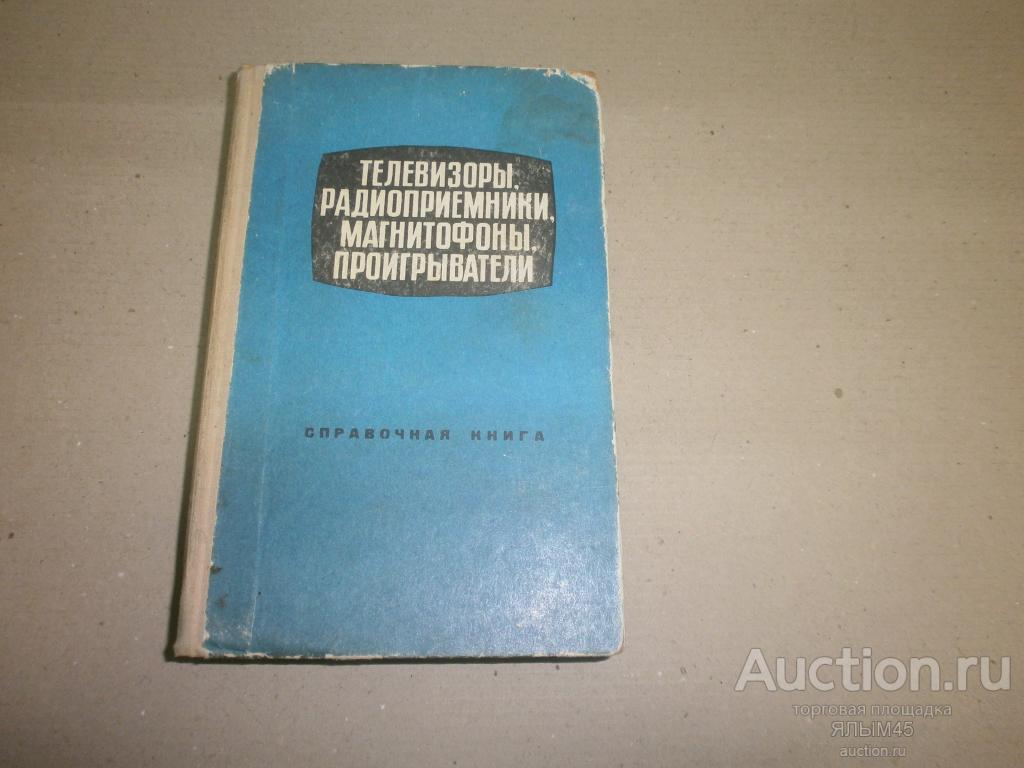 ТЕЛЕВИЗОРЫ,
РАДИОПРИЕМНИКИ,
МАГНИТОФОНЫ,
ПРОИГРЫВАТЕЛИ
СПРАВОЧНАЯ КНИГА
Auction.ru
торговая площадка
ЯЛЫМ45
auction.ru